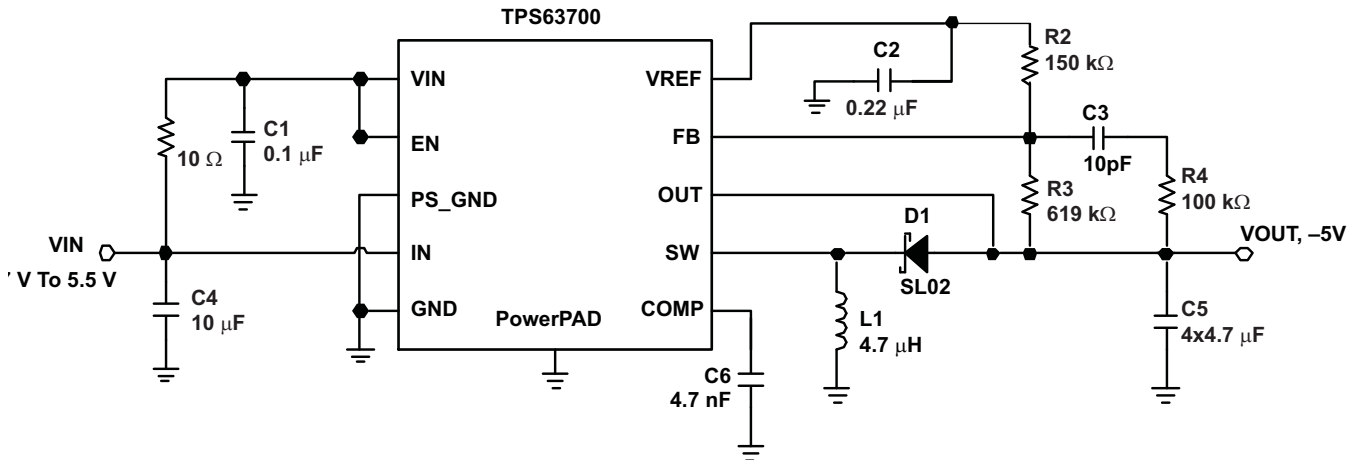 TPS63700
VIN
EN
PS_GND
IN
GND
VREF
FB
OUT
SW
COMP
PowerPAD
10 Ω
C1
0.1 μF
VIN
V To 5.5 V
C4
10 μF
C2
0.22 μF
R2
150 kΩ
C3
10pF
R3
619 kΩ
R4
100 kΩ
D1
SL02
VOUT, –5V
L1
4.7 μH
C5
4x4.7 μF
C6
4.7 nF